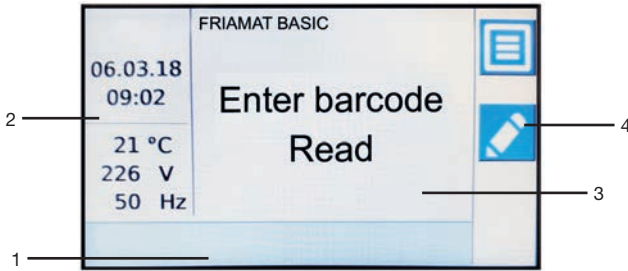 FRIAMAT BASIC
06.03.18
09:02
21 °C
226 V
50 Hz
Enter barcode
Read
1
2
3
4